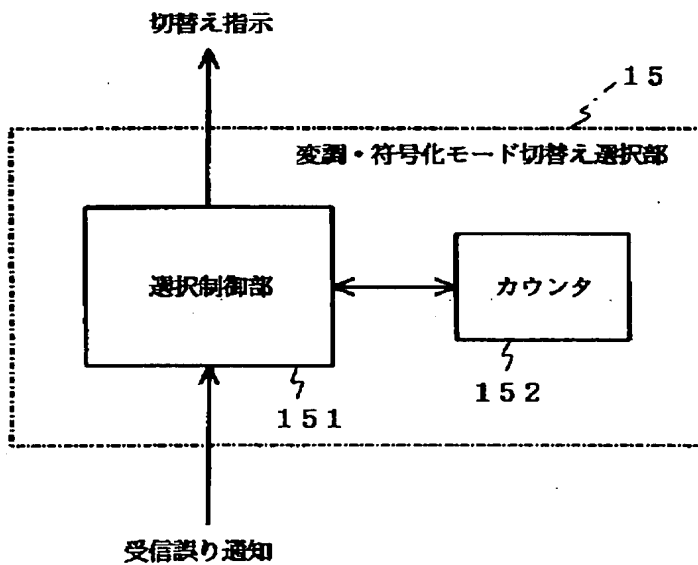 切替え指示
15
変調・符号化モード切替え選択部
選択制御部
カウンタ
151
152
受信誤り通知